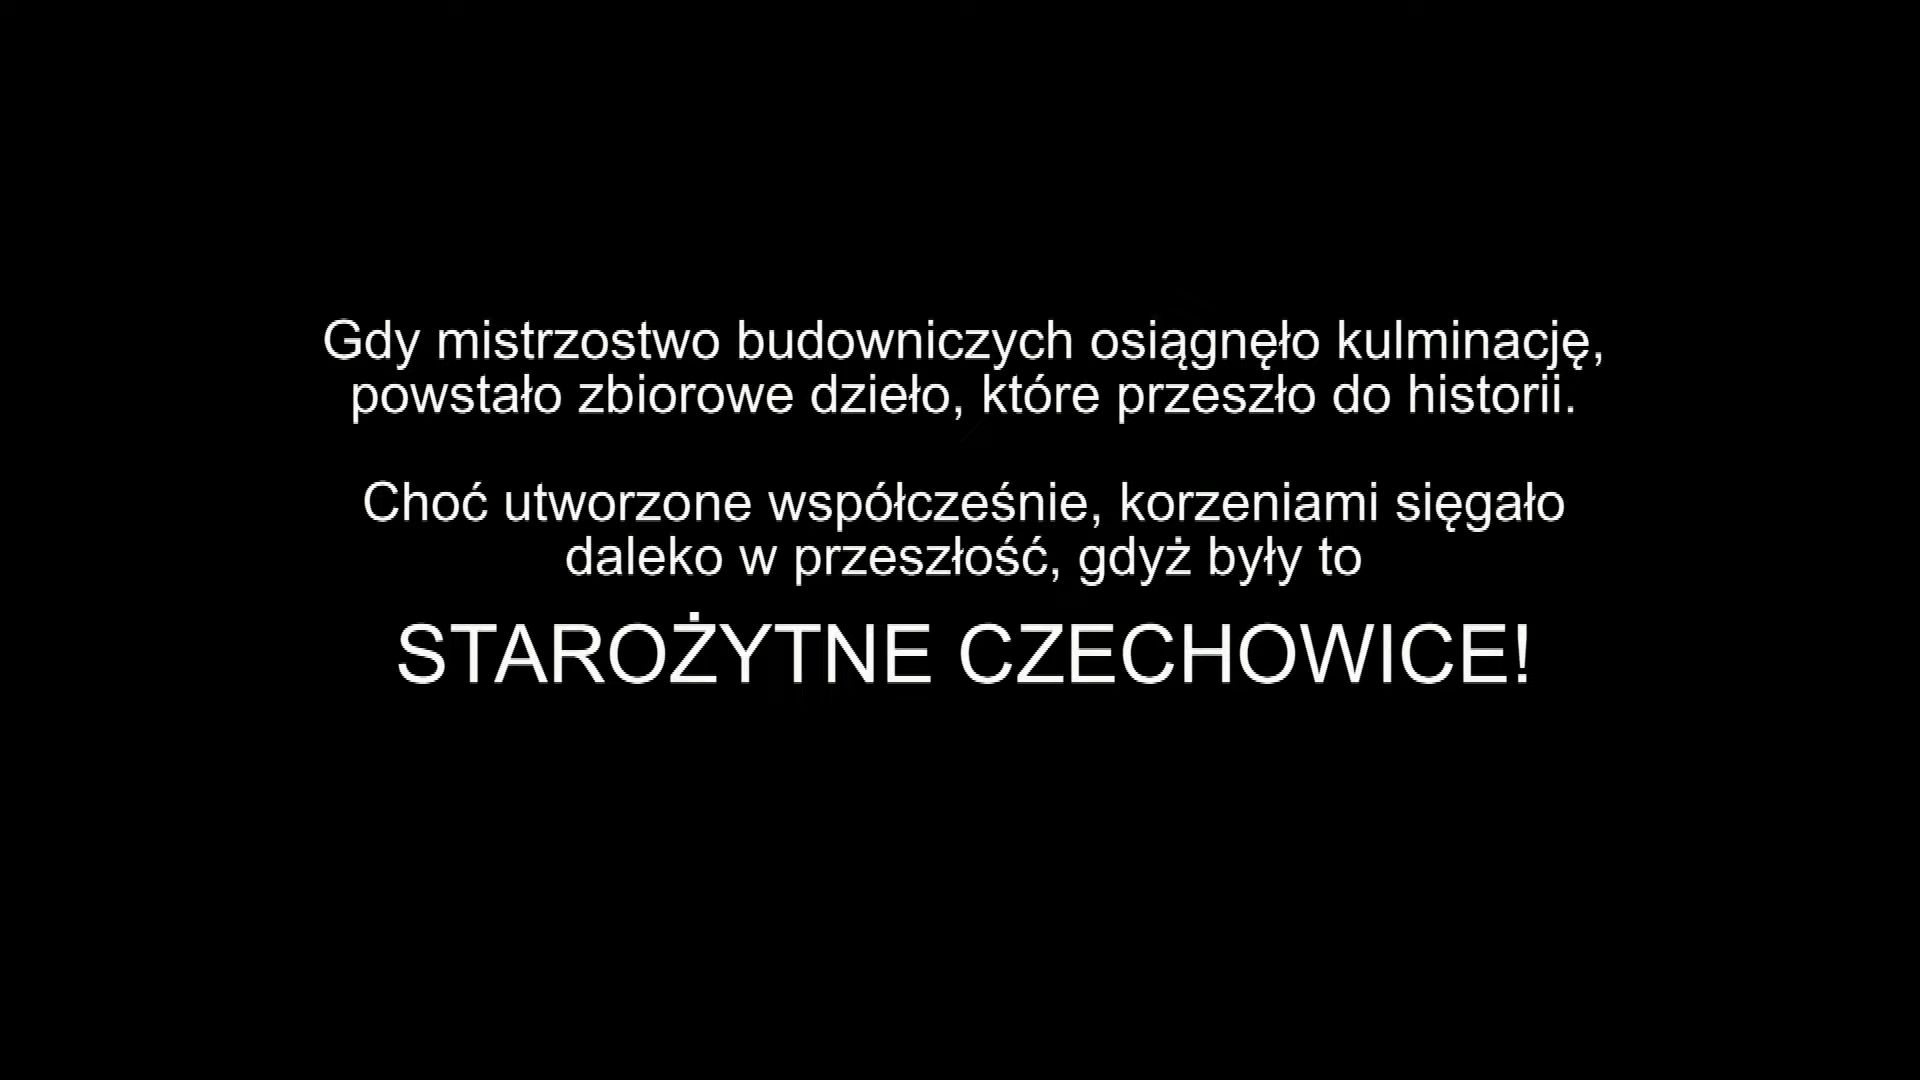 Gdy mistrzostwo budowniczych osiągnęło kulminację,
powstało zbiorowe dzieło, które przeszło do historii.
Choć utworzone współcześnie, korzeniami sięgało
daleko w przeszłość, gdyż były to
STAROŻYTNE CZECHOWICE!